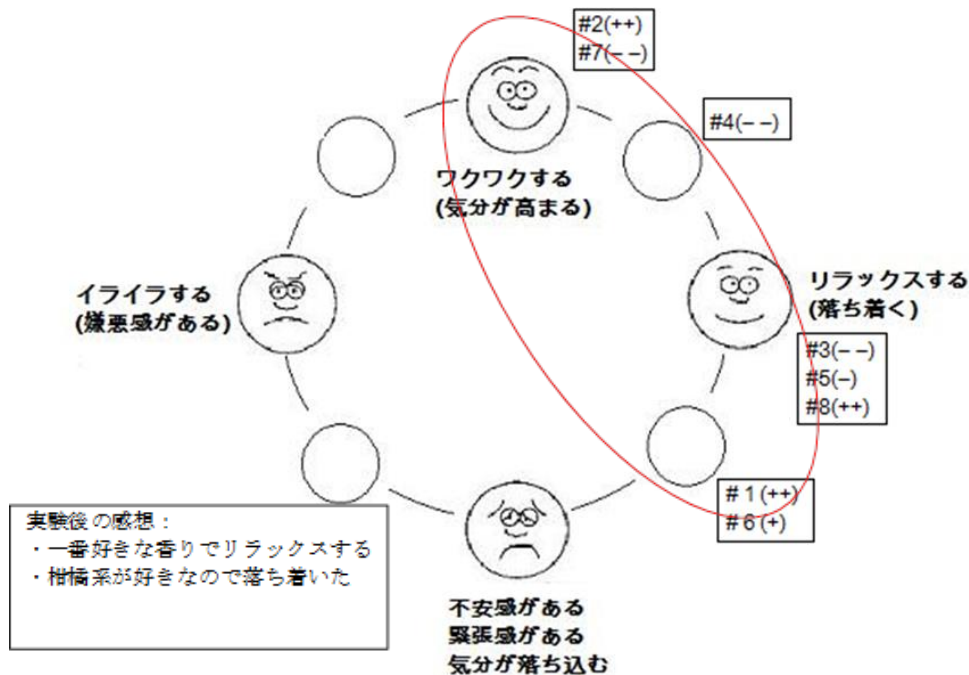 #2(++)
#7(– –)
#4(– –)
ワクワクする
(気分が高まる)
イライラする
(嫌悪感がある)
リラックスする
(落ち着く)
#3(– –)
#5(–)
#8(++)
# 1 (++)
# 6 (+)
実験後の感想：
・一番好きな香りでリラックスする
・柑橘系が好きなので落ち着いた
不安感がある
緊張感がある
気分が落ち込む